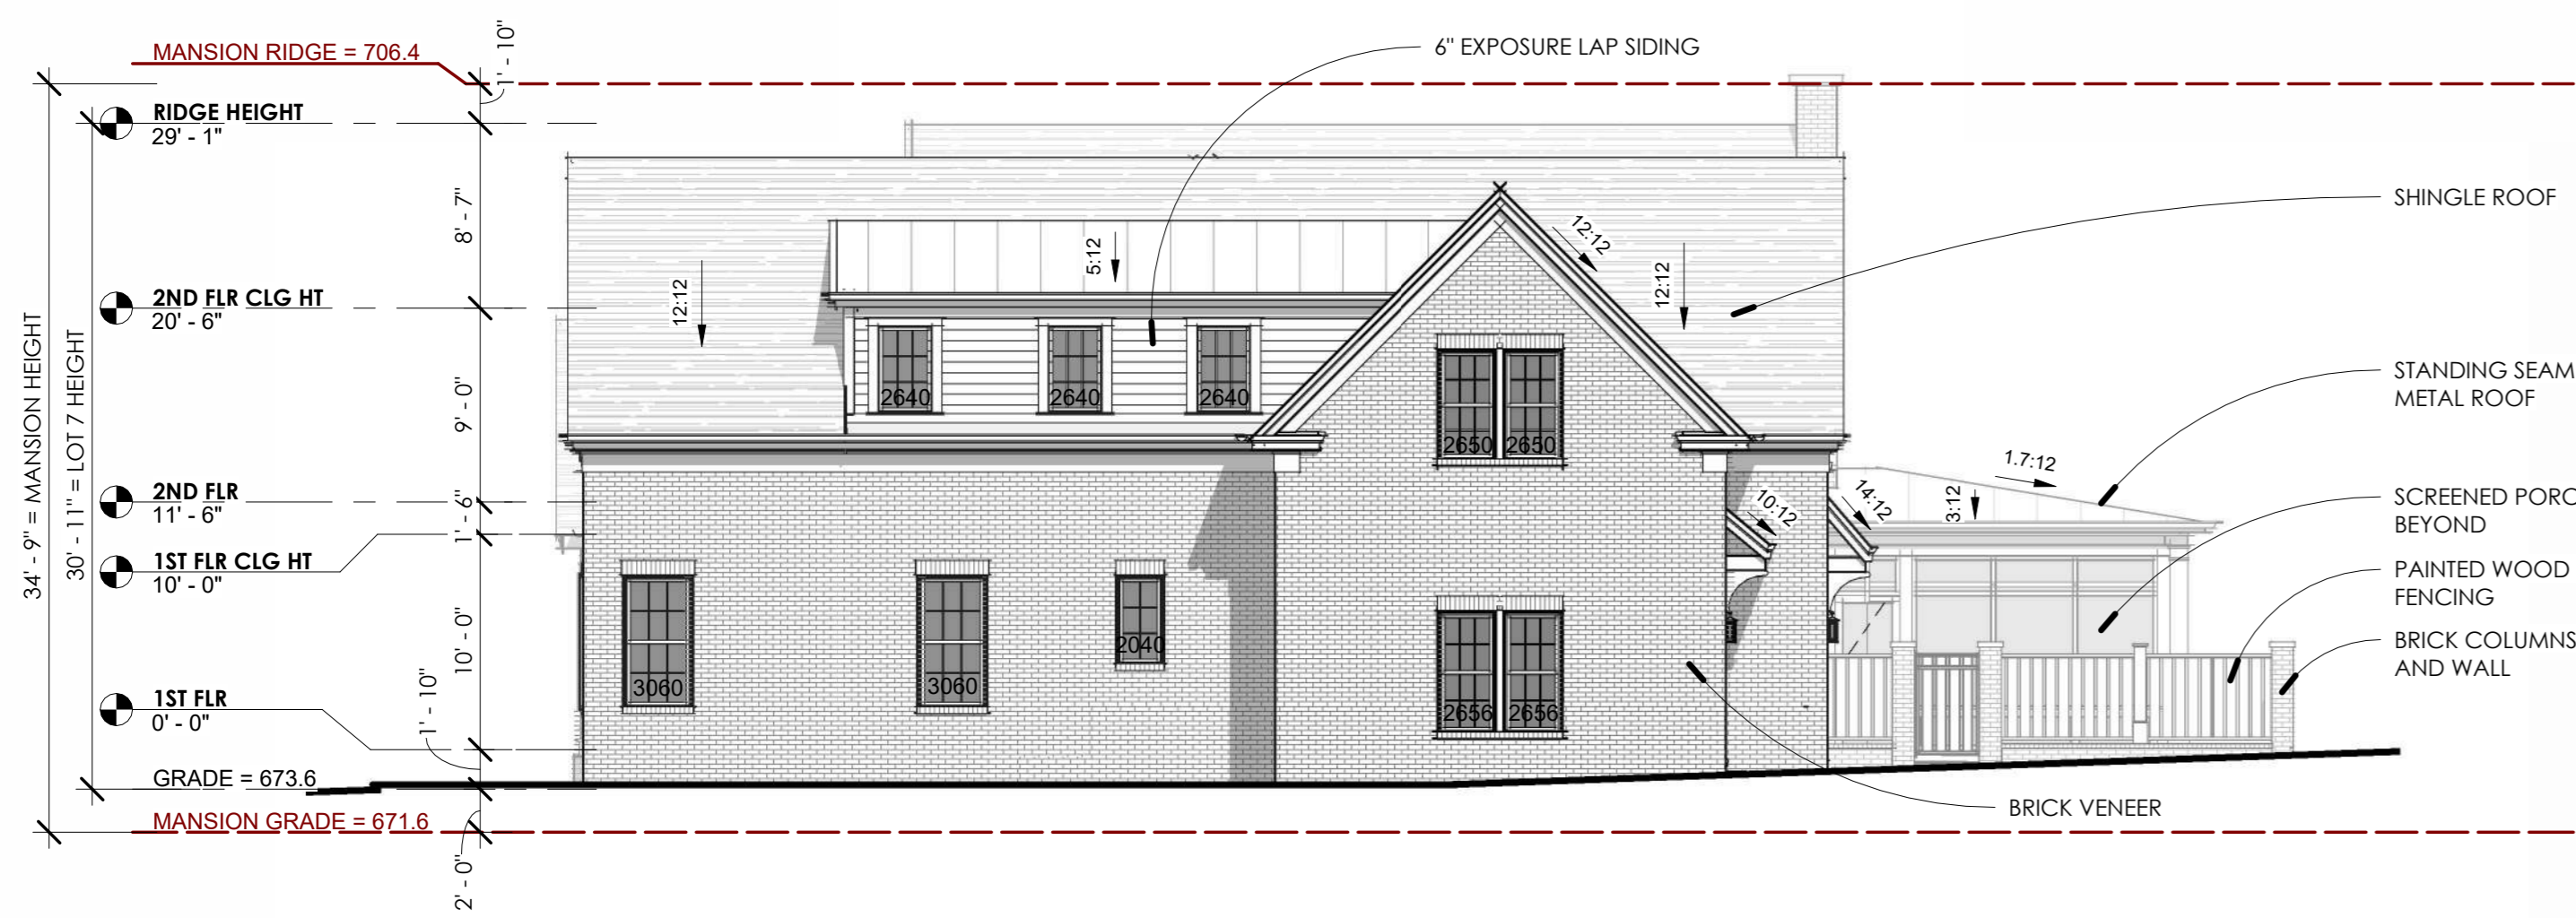 1' - 10"
6" EXPOSURE LAP SIDING
MANSION RIDGE = 706.4
RIDGE HEIGHT
29' - 1"
8' - 7"
SHINGLE ROOF
12:12
5:12
12:12
12:12
2ND FLR CLG HT
20' - 6"
34' - 9" = MANSION HEIGHT
30' - 11" = LOT 7 HEIGHT
9' - 0"
2640
2640
2640
2650
2650
STANDING SEAM
METAL ROOF
1.7:12
2ND FLR
11' - 6"
1' - 6"
10:12
14:12
3:12
SCREENED PORC
BEYOND
1ST FLR CLG HT
10' - 0"
PAINTED WOOD
FENCING
10' - 0"
2040
BRICK COLUMNS
AND WALL
3060
3060
2656
2656
1ST FLR
0' - 0"
1' - 10"
GRADE = 673.6
BRICK VENEER
MANSION GRADE = 671.6
2' - 0"